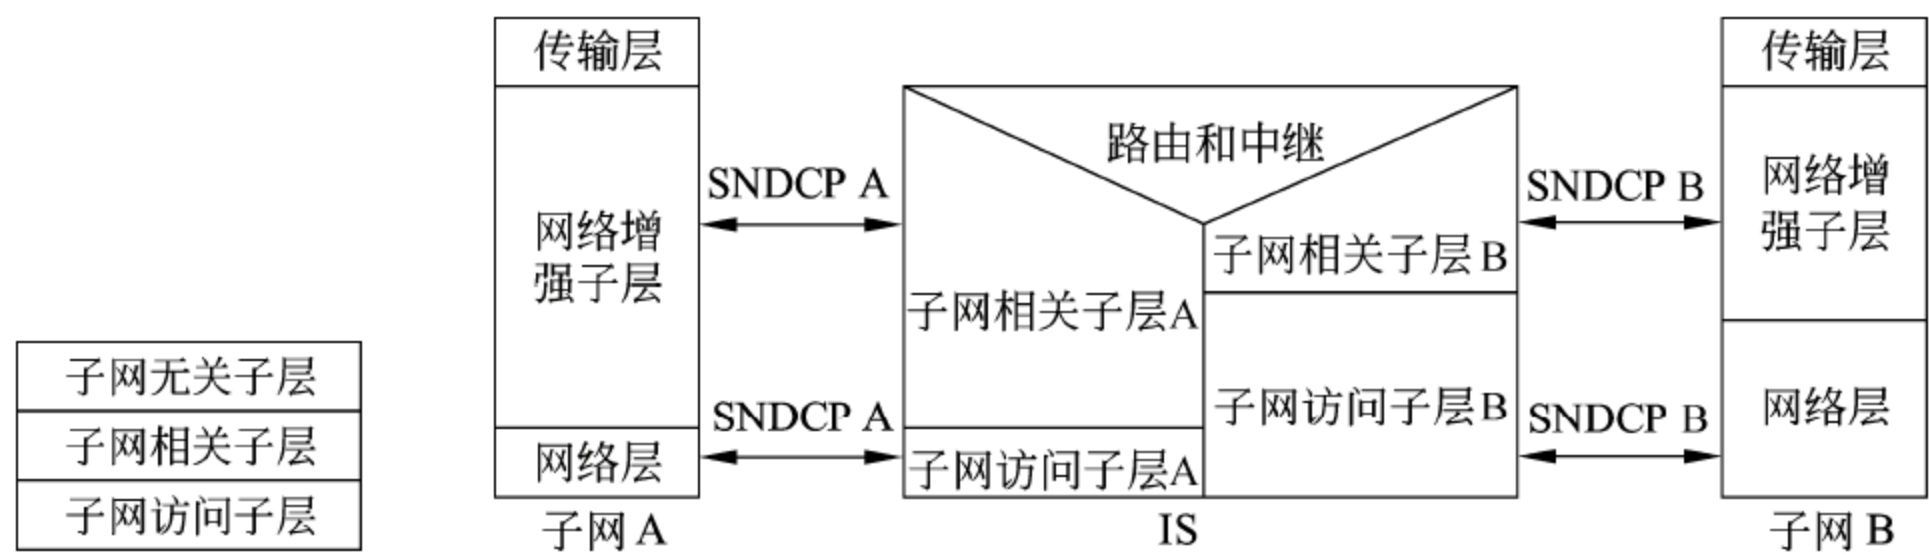 子网无关子层
子网相关子层
子网访问子层
传输层
网络增
强子层
网络层
子网 A
SNDCP A
SNDCP A
路由和中继
子网相关子层A
子网访问子层A
子网相关子层 B
子网访问子层B
IS
SNDCP B
SNDCP B
传输层
网络增
强子层
网络层
子网 B